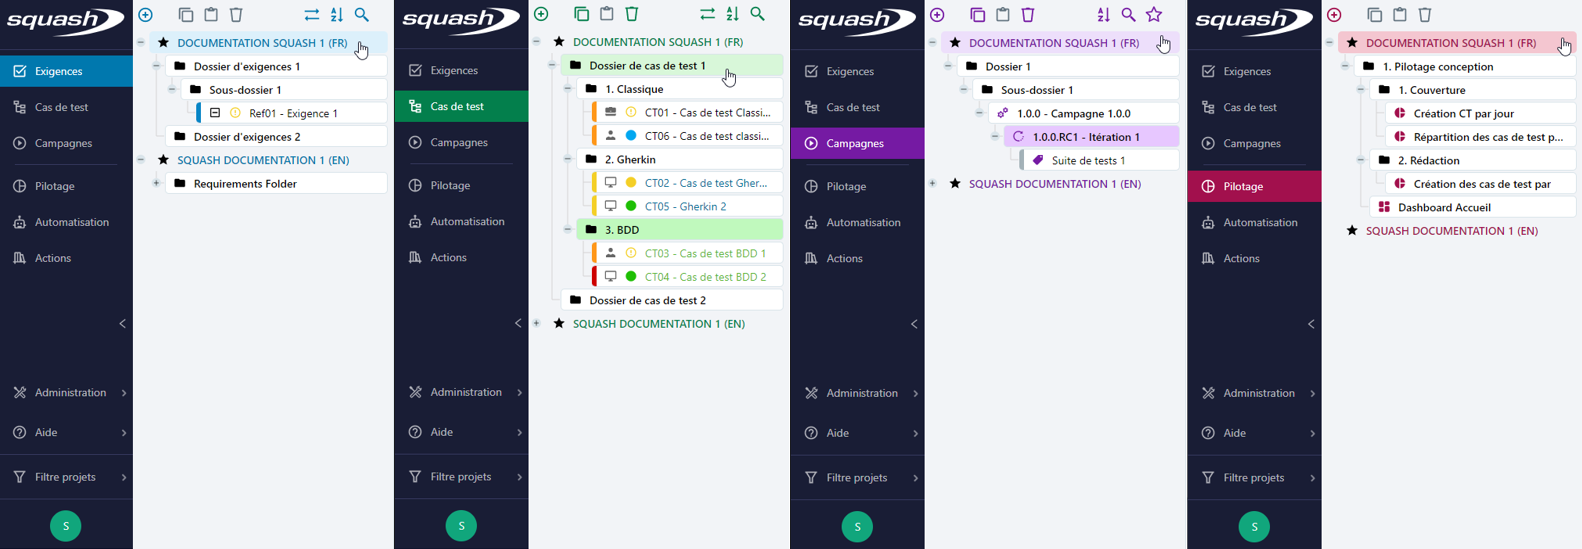 squash
Exigences
Cas de test
Campagnes
Pilotage
Automatisation
Actions
Administration
Aide
Filtre projets
S
DOCUMENTATION SQUASH 1 (FR)
Dossier d'exigences 1
Sous-dossier 1
Ref01 - Exigence 1
Dossier d'exigences 2
SQUASH DOCUMENTATION 1 (EN)
Requirements Folder
squash
Exigences
Cas de test
Campagnes
Pilotage
Automatisation
Actions
Administration
Aide
Filtre projets
S
DOCUMENTATION SQUASH 1 (FR)
Dossier de cas de test 1
1. Classique
CT01 - Cas de test Classi...
CT06 - Cas de test classi...
2. Gherkin
CT02 - Cas de test Gher...
CT05 - Gherkin 2
3. BDD
CT03 - Cas de test BDD 1
CT04 - Cas de test BDD 2
Dossier de cas de test 2
SQUASH DOCUMENTATION 1 (EN)
squash
Exigences
Cas de test
Campagnes
Pilotage
Automatisation
Actions
Administration
Aide
Filtre projets
S
DOCUMENTATION SQUASH 1 (FR)
Dossier 1
Sous-dossier 1
1.0.0 - Campagne 1.0.0
1.0.0.RC1 - Itération 1
Suite de tests 1
SQUASH DOCUMENTATION 1 (EN)
squash
Exigences
Cas de test
Campagnes
Pilotage
Automatisation
Actions
Administration
Aide
Filtre projets
S
DOCUMENTATION SQUASH 1 (FR)
1. Pilotage conception
1. Couverture
Création CT par jour
Répartition des cas de test p...
2. Rédaction
Création des cas de test par
Dashboard Accueil
SQUASH DOCUMENTATION 1 (EN)